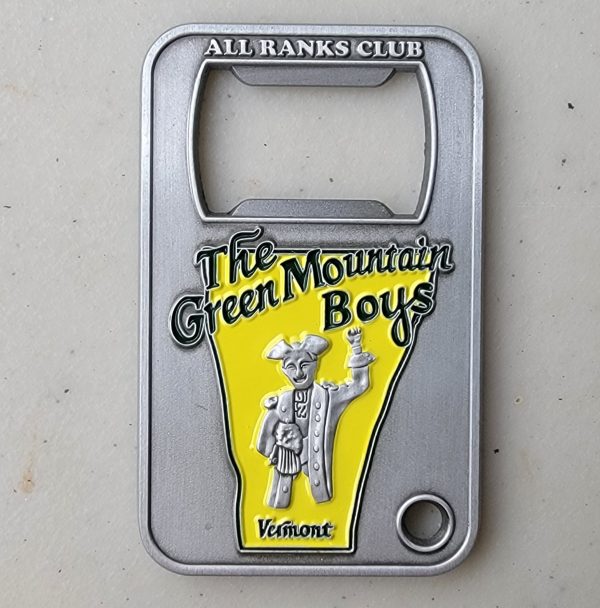 ALL RANKS CLUB
The
Green Mountain
Boys
Vermont